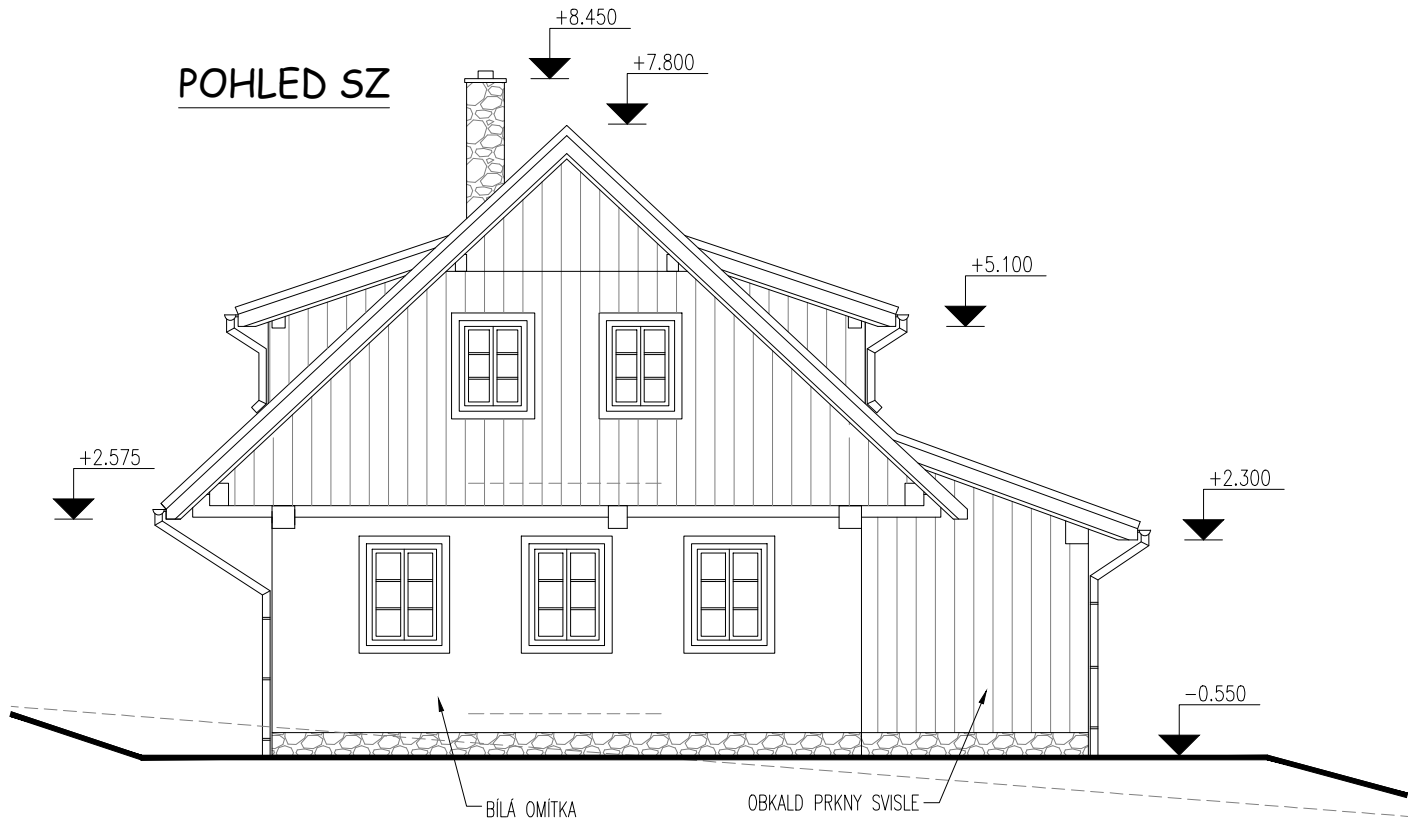 +8.450
+7.800
POHLED SZ
+5.100
+2.575
+2.300
-0.550
BÍLÁ OMÍTKA
OBKALD PRKNY SVISLE